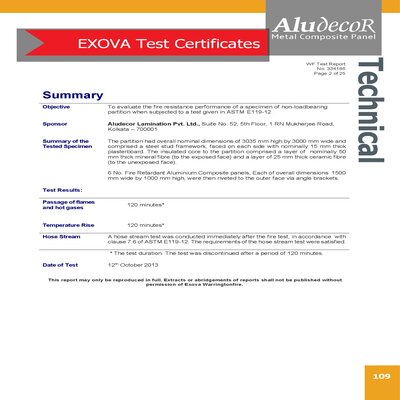 AludecoR
Metal Composite Panel
EXOVA Test Certificates
WF Test Report
No: 334166
Page 2 of 25
Technical
Summary
Objective To evaluate the fire resistance performance of a specimen of non-loadbearing
partition when subjected to a test given in ASTM E119-12.
Sponsor Aludecor Lamination Pvt. Ltd., Suite No. 52, 5th Floor, 1 RN Mukherjee Road,
Kolkatta – 700001
Summary of the Tested Specimen The partition had overall nominal dimensions of 3035 mm high by 3000 mm wide and
comprised a steel stud framework, faced on each side with nominally 15 mm thick
plasterboard. The insulated core to the partition comprised a layer of nominally 50
mm thick mineral fibre (to the exposed face) and a layer of 25 mm thick ceramic fibre
(to the unexposed face).
6 No. Fire Retardant Aluminium Composite panels, Each of overall dimensions 1500
mm wide by 1000 mm high, were then riveted to the outer face via angle brackets.
Test Results:
Passage of flames and hot gases 120 minutes*
Temperature Rise 120 minutes*
Hose Stream A hose stream test was conducted immediately after the fire test, in accordance with
clause 7.6 of ASTM E119-12. The requirements of the hose stream test were satisfied.
* The test duration. The test was discontinued after a period of 120 minutes.
Date of Test 12th October 2013
This report may only be reproduced in full. Extracts or abridgements of reports shall not be published without
permission of Exova Warringtonfire.
109